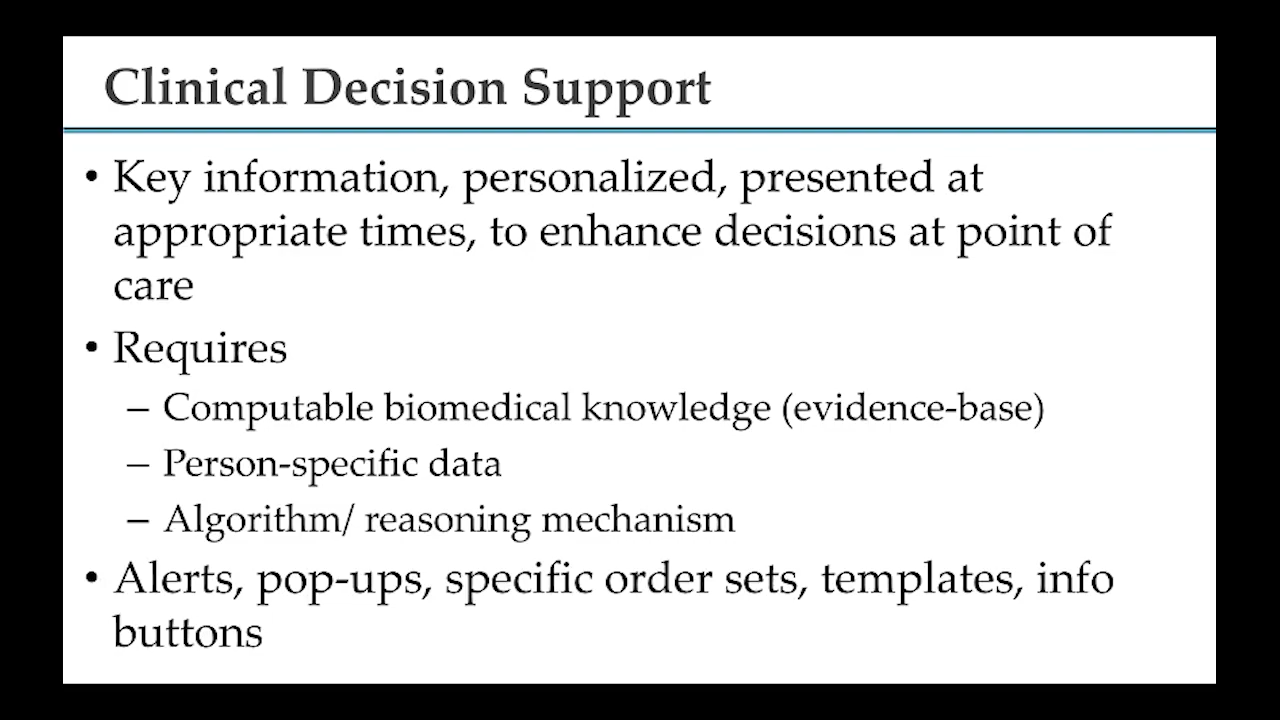 Clinical Decision Support
• Key information, personalized, presented at
appropriate times, to enhance decisions at point of
care
• Requires
– Computable biomedical knowledge (evidence-base)
– Person-specific data
– Algorithm/ reasoning mechanism
• Alerts, pop-ups, specific order sets, templates, info
buttons